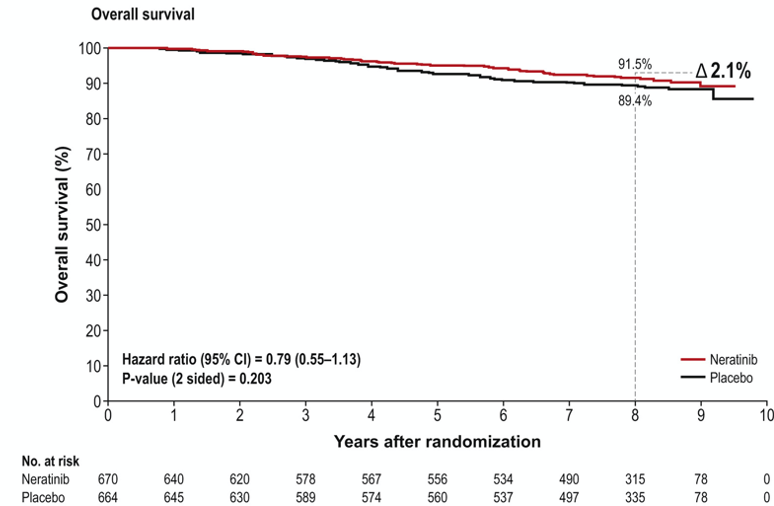 Overall survival
100
90
80
70
60
50
40
30
20
10
0
Overall survival (%)
91.5%
Δ 2.1%
89.4%
Hazard ratio (95% CI) = 0.79 (0.55–1.13)
P-value (2 sided) = 0.203
Neratinib
Placebo
0 1 2 3 4 5 6 7 8 9 10
Years after randomization
No. at risk
Neratinib 670 640 620 578 567 556 534 490 315 78 0
Placebo 664 645 630 589 574 560 537 497 335 78 0